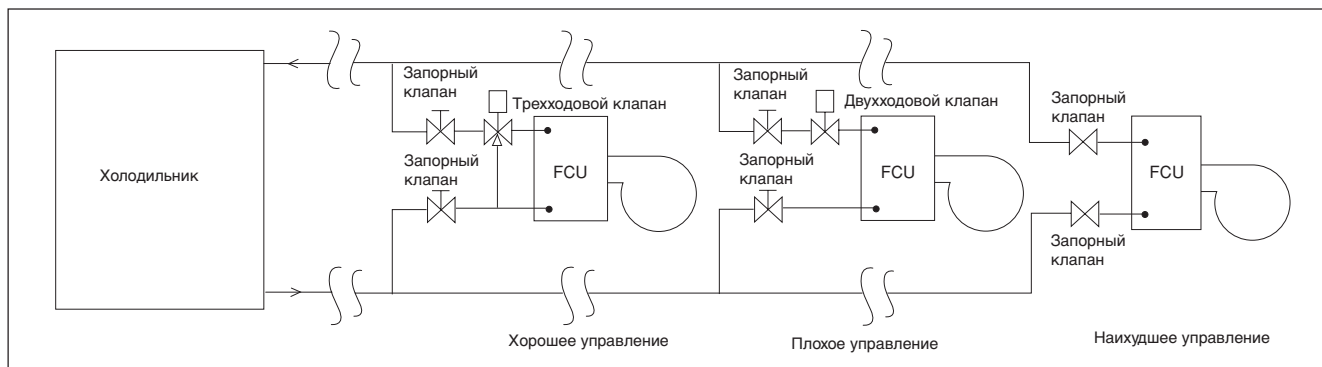 Холодильник
Запорный
клапан
Трехходовой клапан
Запорный
клапан
FCU
Запорный
клапан
Двухходовой клапан
Запорный
клапан
FCU
Запорный
клапан
FCU
Запорный
клапан
Хорошее управление
Плохое управление
Наихудшее управление